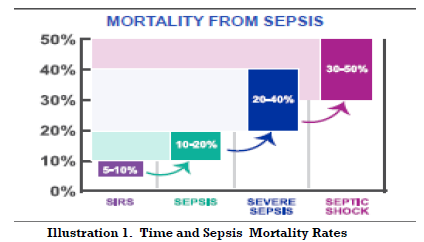 MORTALITY FROM SEPSIS
50%
40%
30%
20%
10%
0%
5-10%
10-20%
20-40%
30-50%
SIRS
SEPSIS
SEVERE
SEPSIS
SEPTIC
SHOCK
Illustration 1. Time and Sepsis Mortality Rates